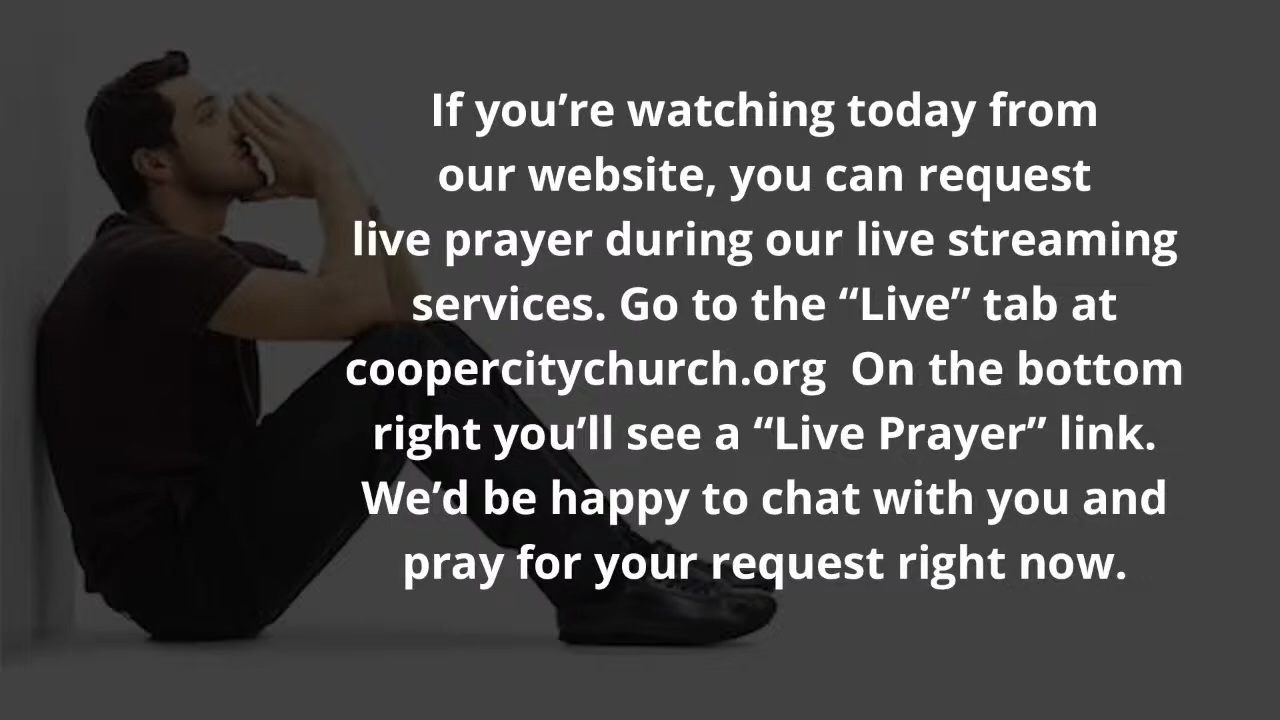 If you’re watching today from
our website, you can request
live prayer during our live streaming
services. Go to the “Live” tab at
coopercitychurch.org  On the bottom
right you’ll see a “Live Prayer” link.
We’d be happy to chat with you and
pray for your request right now.